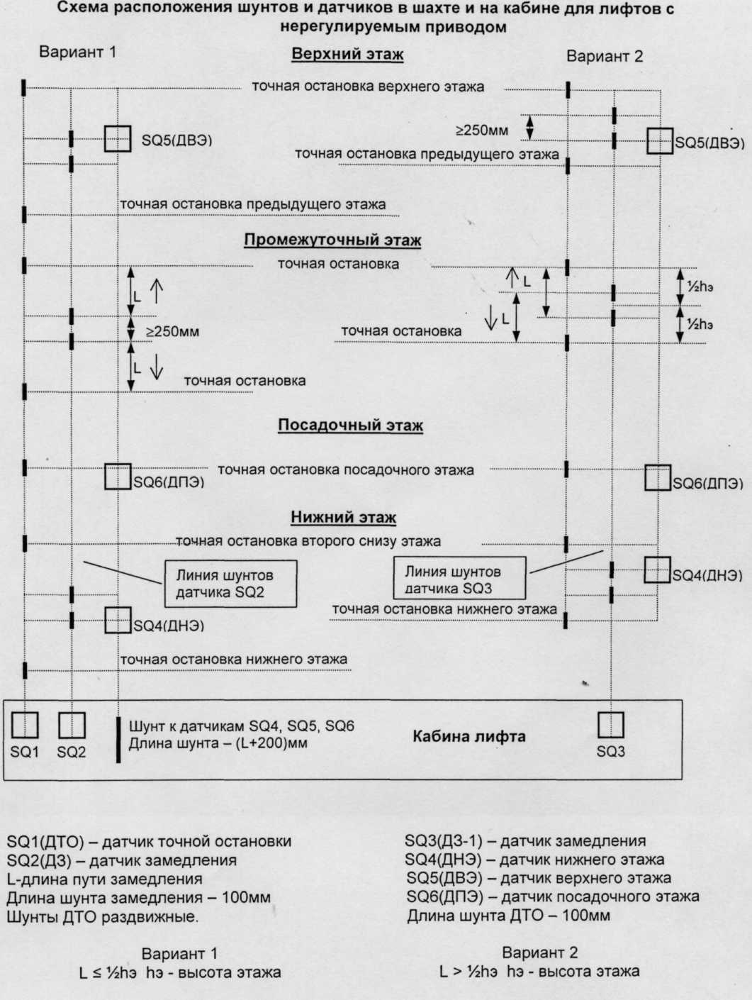 Схема расположения шунтов и датчиков в шахте и на кабине для лифтов с
нерегулируемым приводом
Вариант 1
Верхний этаж
Вариант 2
точная остановка верхнего этажа
≥250мм
SQ5(ДВЭ)
SQ5(ДВЭ)
точная остановка предыдущего этажа
точная остановка предыдущего этажа
Промежуточный этаж
точная остановка
точная остановка
L
≥250мм
L
точная остановка
L
L
½hэ
½hэ
Посадочный этаж
точная остановка посадочного этажа
SQ6(ДПЭ)
SQ6(ДПЭ)
Нижний этаж
точная остановка второго снизу этажа
Линия шунтов
датчика SQ2
Линия шунтов
датчика SQ3
SQ4(ДНЭ)
точная остановка нижнего этажа
SQ4(ДНЭ)
точная остановка нижнего этажа
SQ1
SQ2
Шунт к датчикам SQ4, SQ5, SQ6
Длина шунта – (L+200)мм
Кабина лифта
SQ3
SQ1(ДТО) – датчик точной остановки
SQ2(ДЗ) – датчик замедления
L-длина пути замедления
Длина шунта замедления – 100мм
Шунты ДТО раздвижные.
SQ3(ДЗ-1) – датчик замедления
SQ4(ДНЭ) – датчик нижнего этажа
SQ5(ДВЭ) – датчик верхнего этажа
SQ6(ДПЭ) – датчик посадочного этажа
Длина шунта ДТО – 100мм
Вариант 1
L ≤ ½hэ hэ - высота этажа
Вариант 2
L > ½hэ hэ - высота этажа